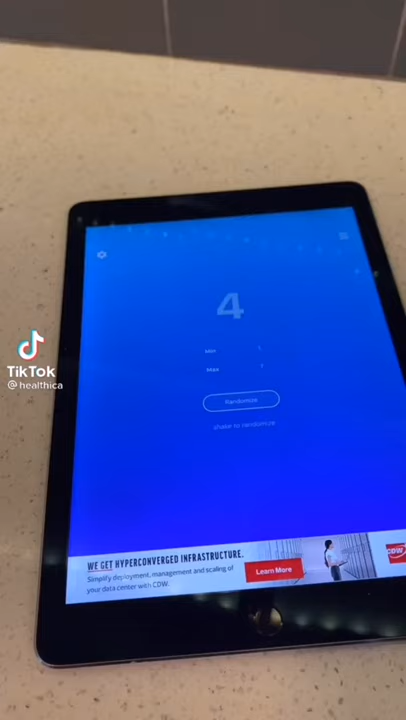 4
Min
Max
Randomize
shake to randomize
TikTok
@healthica
WE GET HYPERCONVERGED INFRASTRUCTURE.
Simplify deployment, management and scaling of
your data center with CDW.
Learn More
CDW